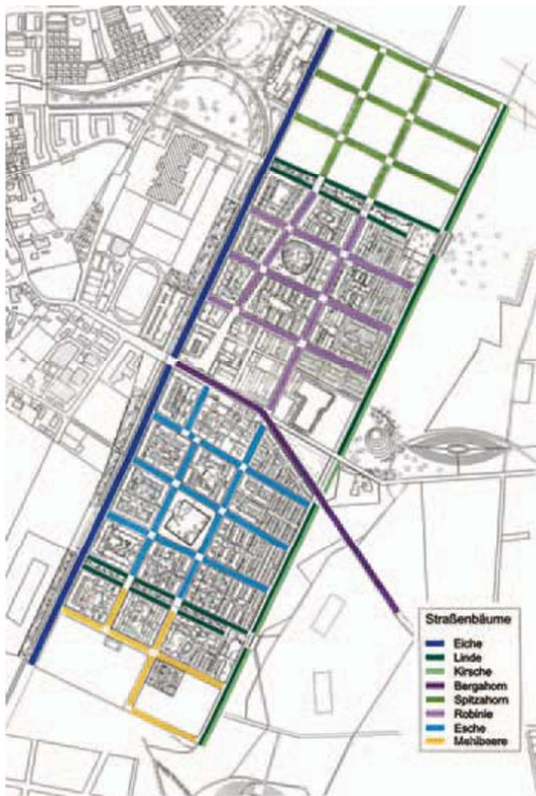 Straßenbäume
Eiche
Linde
Kirsche
Bergahorn
Spitzahorn
Robinie
Esche
Mehlbeere